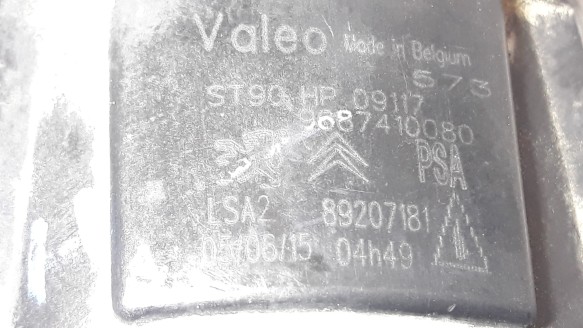 Valeo Made in Belgium
573
ST90 HP 09117
9687410080
PSA
LSA2 89207181
04h49